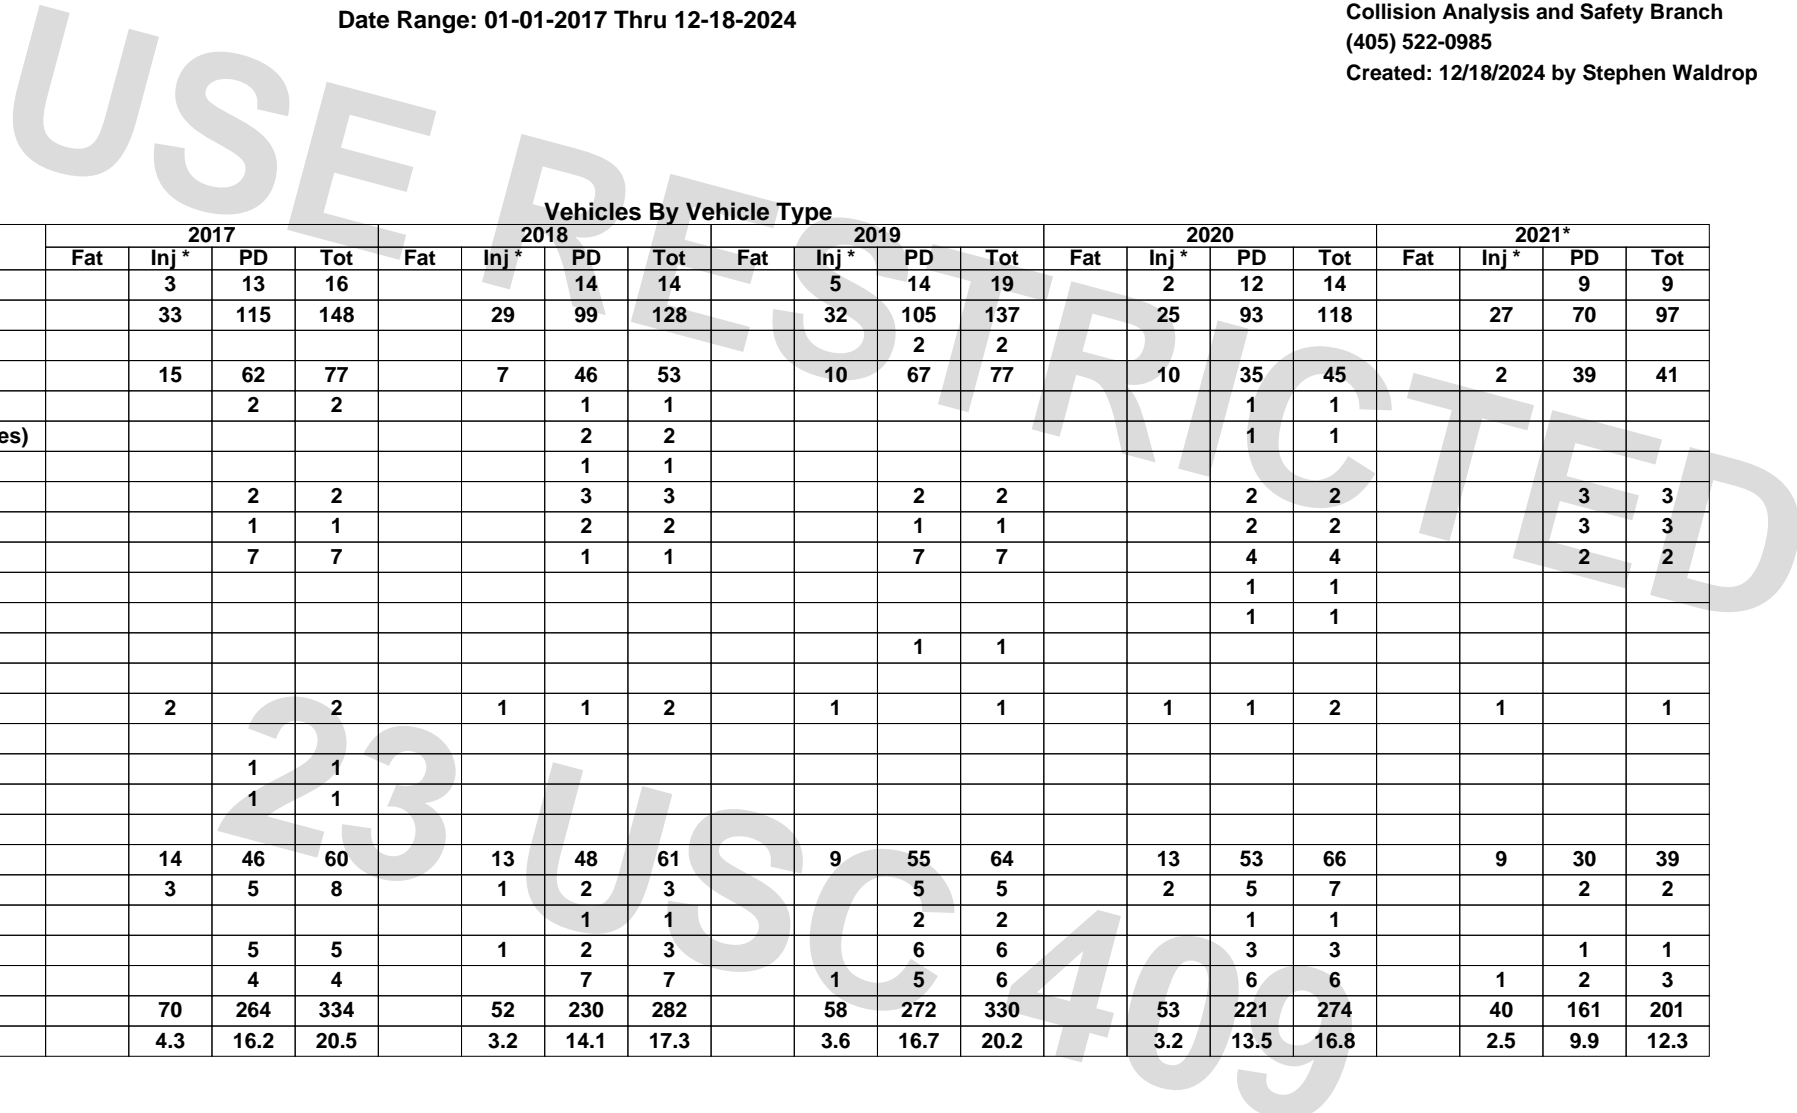 Date Range: 01-01-2017 Thru 12-18-2024
Collision Analysis and Safety Branch
(405) 522-0985
Created: 12/18/2024 by Stephen Waldrop
USE RESTRICTED
Vehicles By Vehicle Type
2017 2018 2019 2020 2021*
Fat Inj * PD Tot Fat Inj * PD Tot Fat Inj * PD Tot Fat Inj * PD Tot Fat Inj * PD Tot
3 13 16 14 14 5 14 19 2 12 14 9 9
33 115 148 29 99 128 32 105 137 25 93 118 27 70 97
2 2
15 62 77 7 46 53 10 67 77 10 35 45 2 39 41
2 2 1 1 1 1
es) 2 2 1 1
1 1
2 2 3 3 2 2 2 2 3 3
1 1 2 2 1 1 2 2 3 3
7 7 1 1 7 7 4 4 2 2
1 1
1 1
1 1
2 2 1 1 2 1 1 1 1 2 1 1
1 1
1 1
14 46 60 13 48 61 9 55 64 13 53 66 9 30 39
3 5 8 1 2 3 5 5 2 5 7 2 2
1 1 2 2 1 1
5 5 1 2 3 6 6 3 3 1 1
4 4 7 7 1 5 6 6 6 1 2 3
70 264 334 52 230 282 58 272 330 53 221 274 40 161 201
4.3 16.2 20.5 3.2 14.1 17.3 3.6 16.7 20.2 3.2 13.5 16.8 2.5 9.9 12.3
23 USC 409